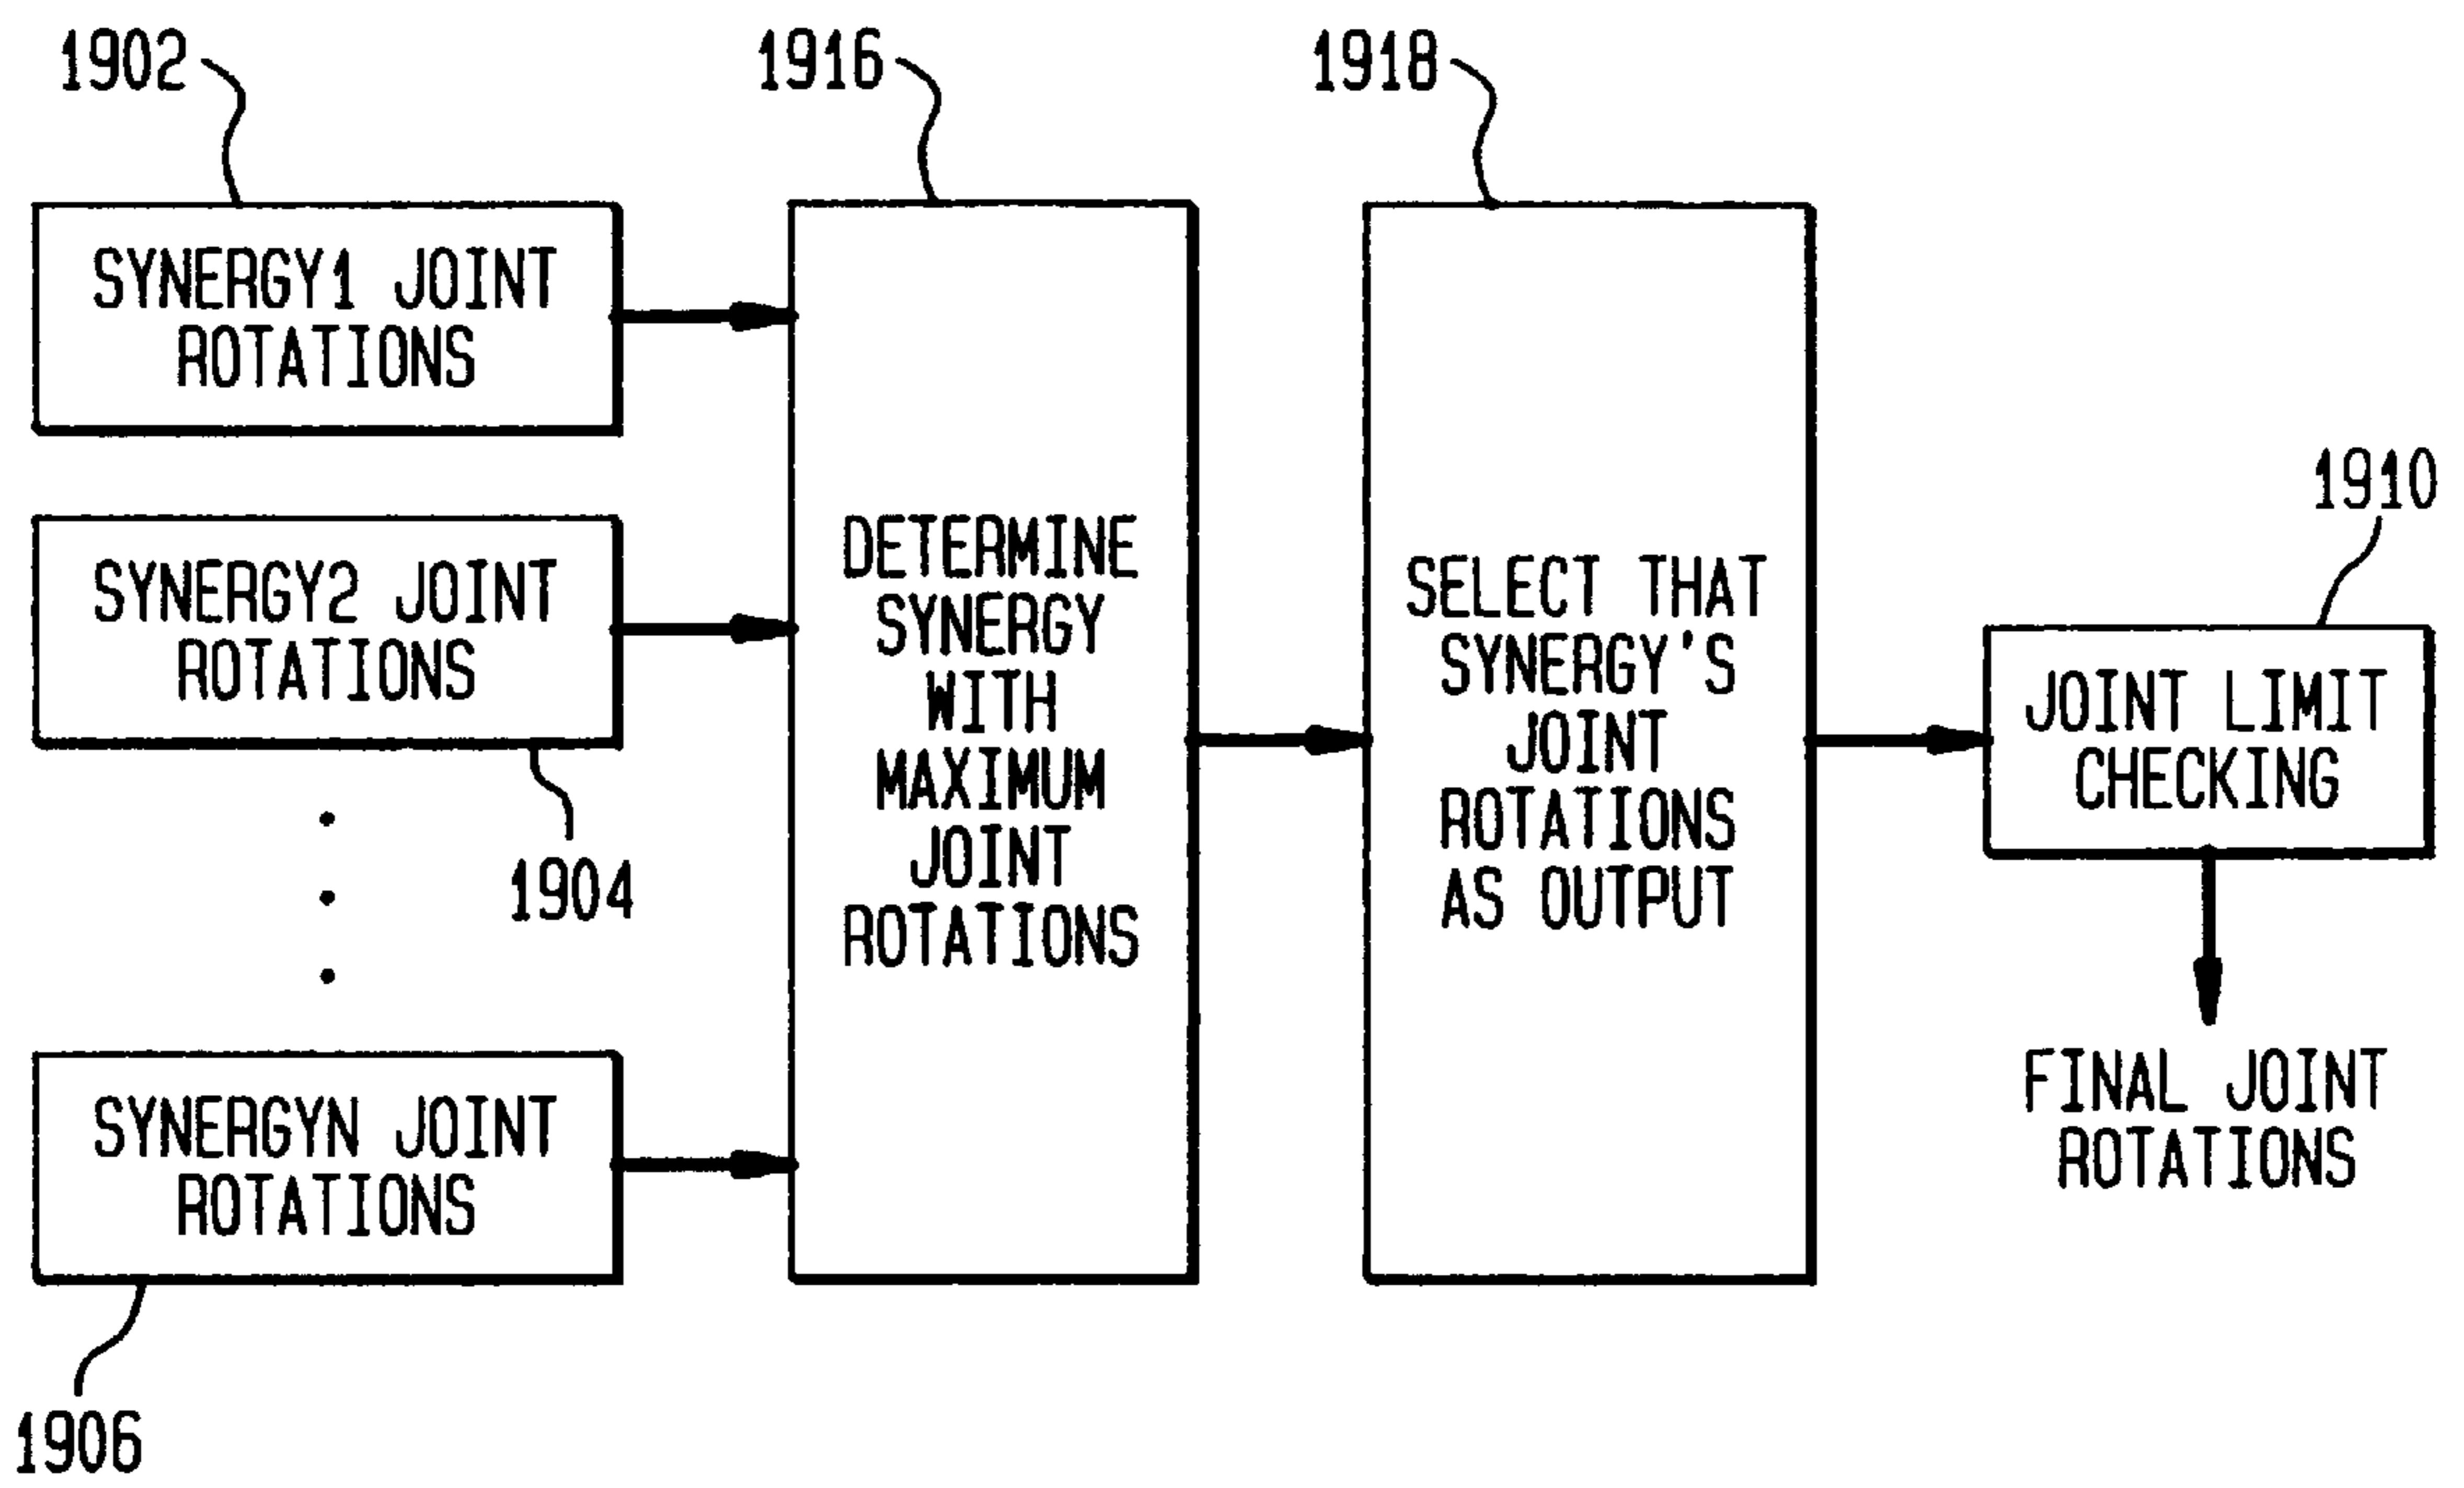 1902
1916
1918
SYNERGY1 JOINT
ROTATIONS
SYNERGY2 JOINT
ROTATIONS
1904
SYNERGYN JOINT
ROTATIONS
1906
DETERMINE
SYNERGY
WITH
MAXIMUM
JOINT
ROTATIONS
SELECT THAT
SYNERGY'S
JOINT
ROTATIONS
AS OUTPUT
1910
JOINT LIMIT
CHECKING
FINAL JOINT
ROTATIONS